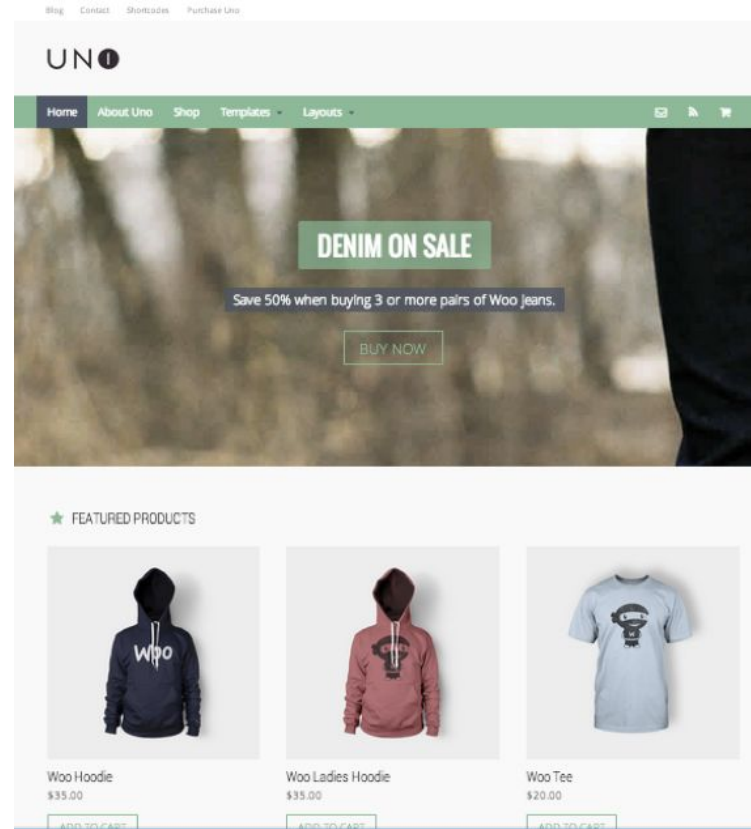 Blog Contact Shortcodes Purchase Uno
UNO
Home About Uno Shop Templates Layouts
DENIM ON SALE
Save 50% when buying 3 or more pairs of Woo jeans.
BUY NOW
FEATURED PRODUCTS
Woo
W
Woo Hoodie Woo Ladies Hoodie Woo Tee
$35.00 $35.00 $20.00
ADD TO CART ADD TO CART ADD TO CART